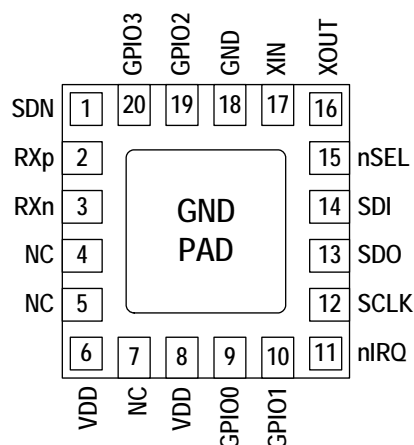 GPIO3 GPIO2 GND XIN XOUT
SDN 1 20 19 18 17 16
RXp 2 15 nSEL
RXn 3 GND 14 SDI
NC 4 PAD 13 SDO
NC 5 12 SCLK
6 7 8 9 10 11 nIRQ
VDD NC VDD GPIO0 GPIO1